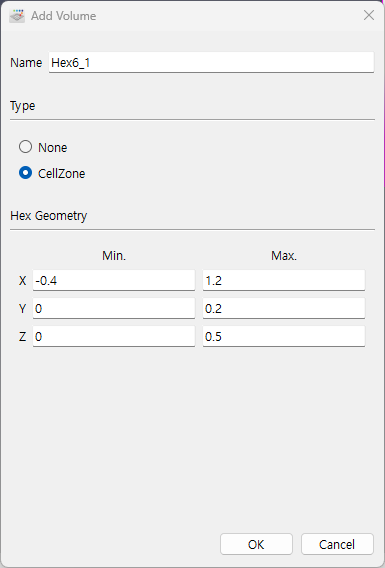 Add Volume
Name Hex6_1
Type
None
CellZone
Hex Geometry
Min. Max.
X -0.4 1.2
Y 0 0.2
Z 0 0.5
OK Cancel